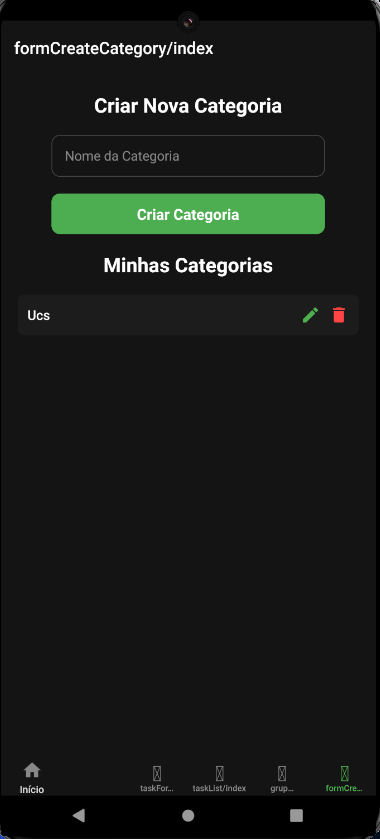 formCreateCategory/index
Criar Nova Categoria
Nome da Categoria
Criar Categoria
Minhas Categorias
Ucs
Início
taskFor...
taskList/index
grup...
formCre...